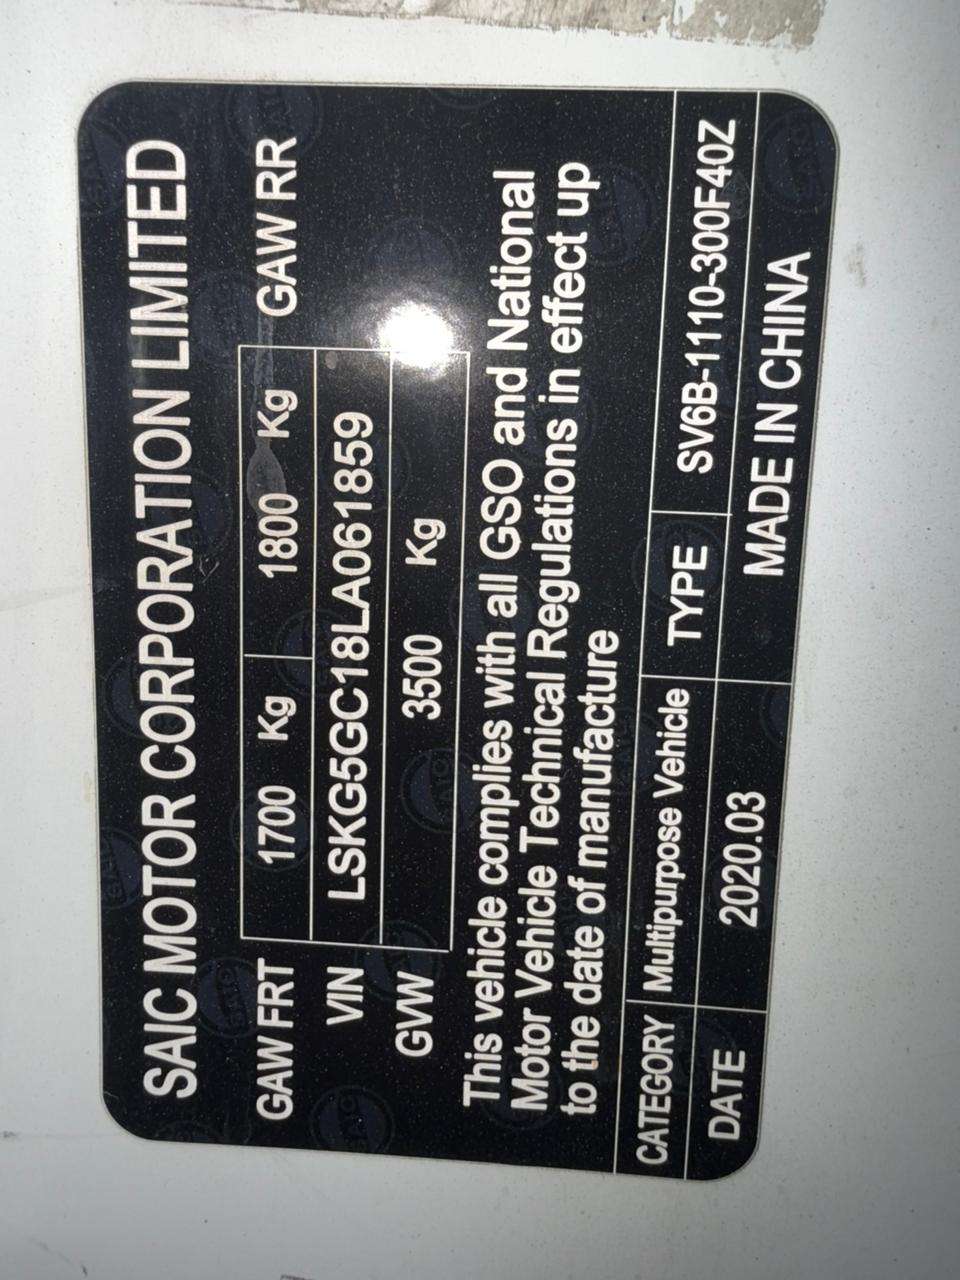 SAIC MOTOR CORPORATION LIMITED
GAW FRT 1700 Kg 1800 Kg GAW RR
VIN LSKG5GC18LA061859
GVW 3500 Kg
This vehicle complies with all GSO and National
Motor Vehicle Technical Regulations in effect up
to the date of manufacture
CATEGORY Multipurpose Vehicle TYPE SV6B-1110-300F40Z
DATE 2020.03 MADE IN CHINA